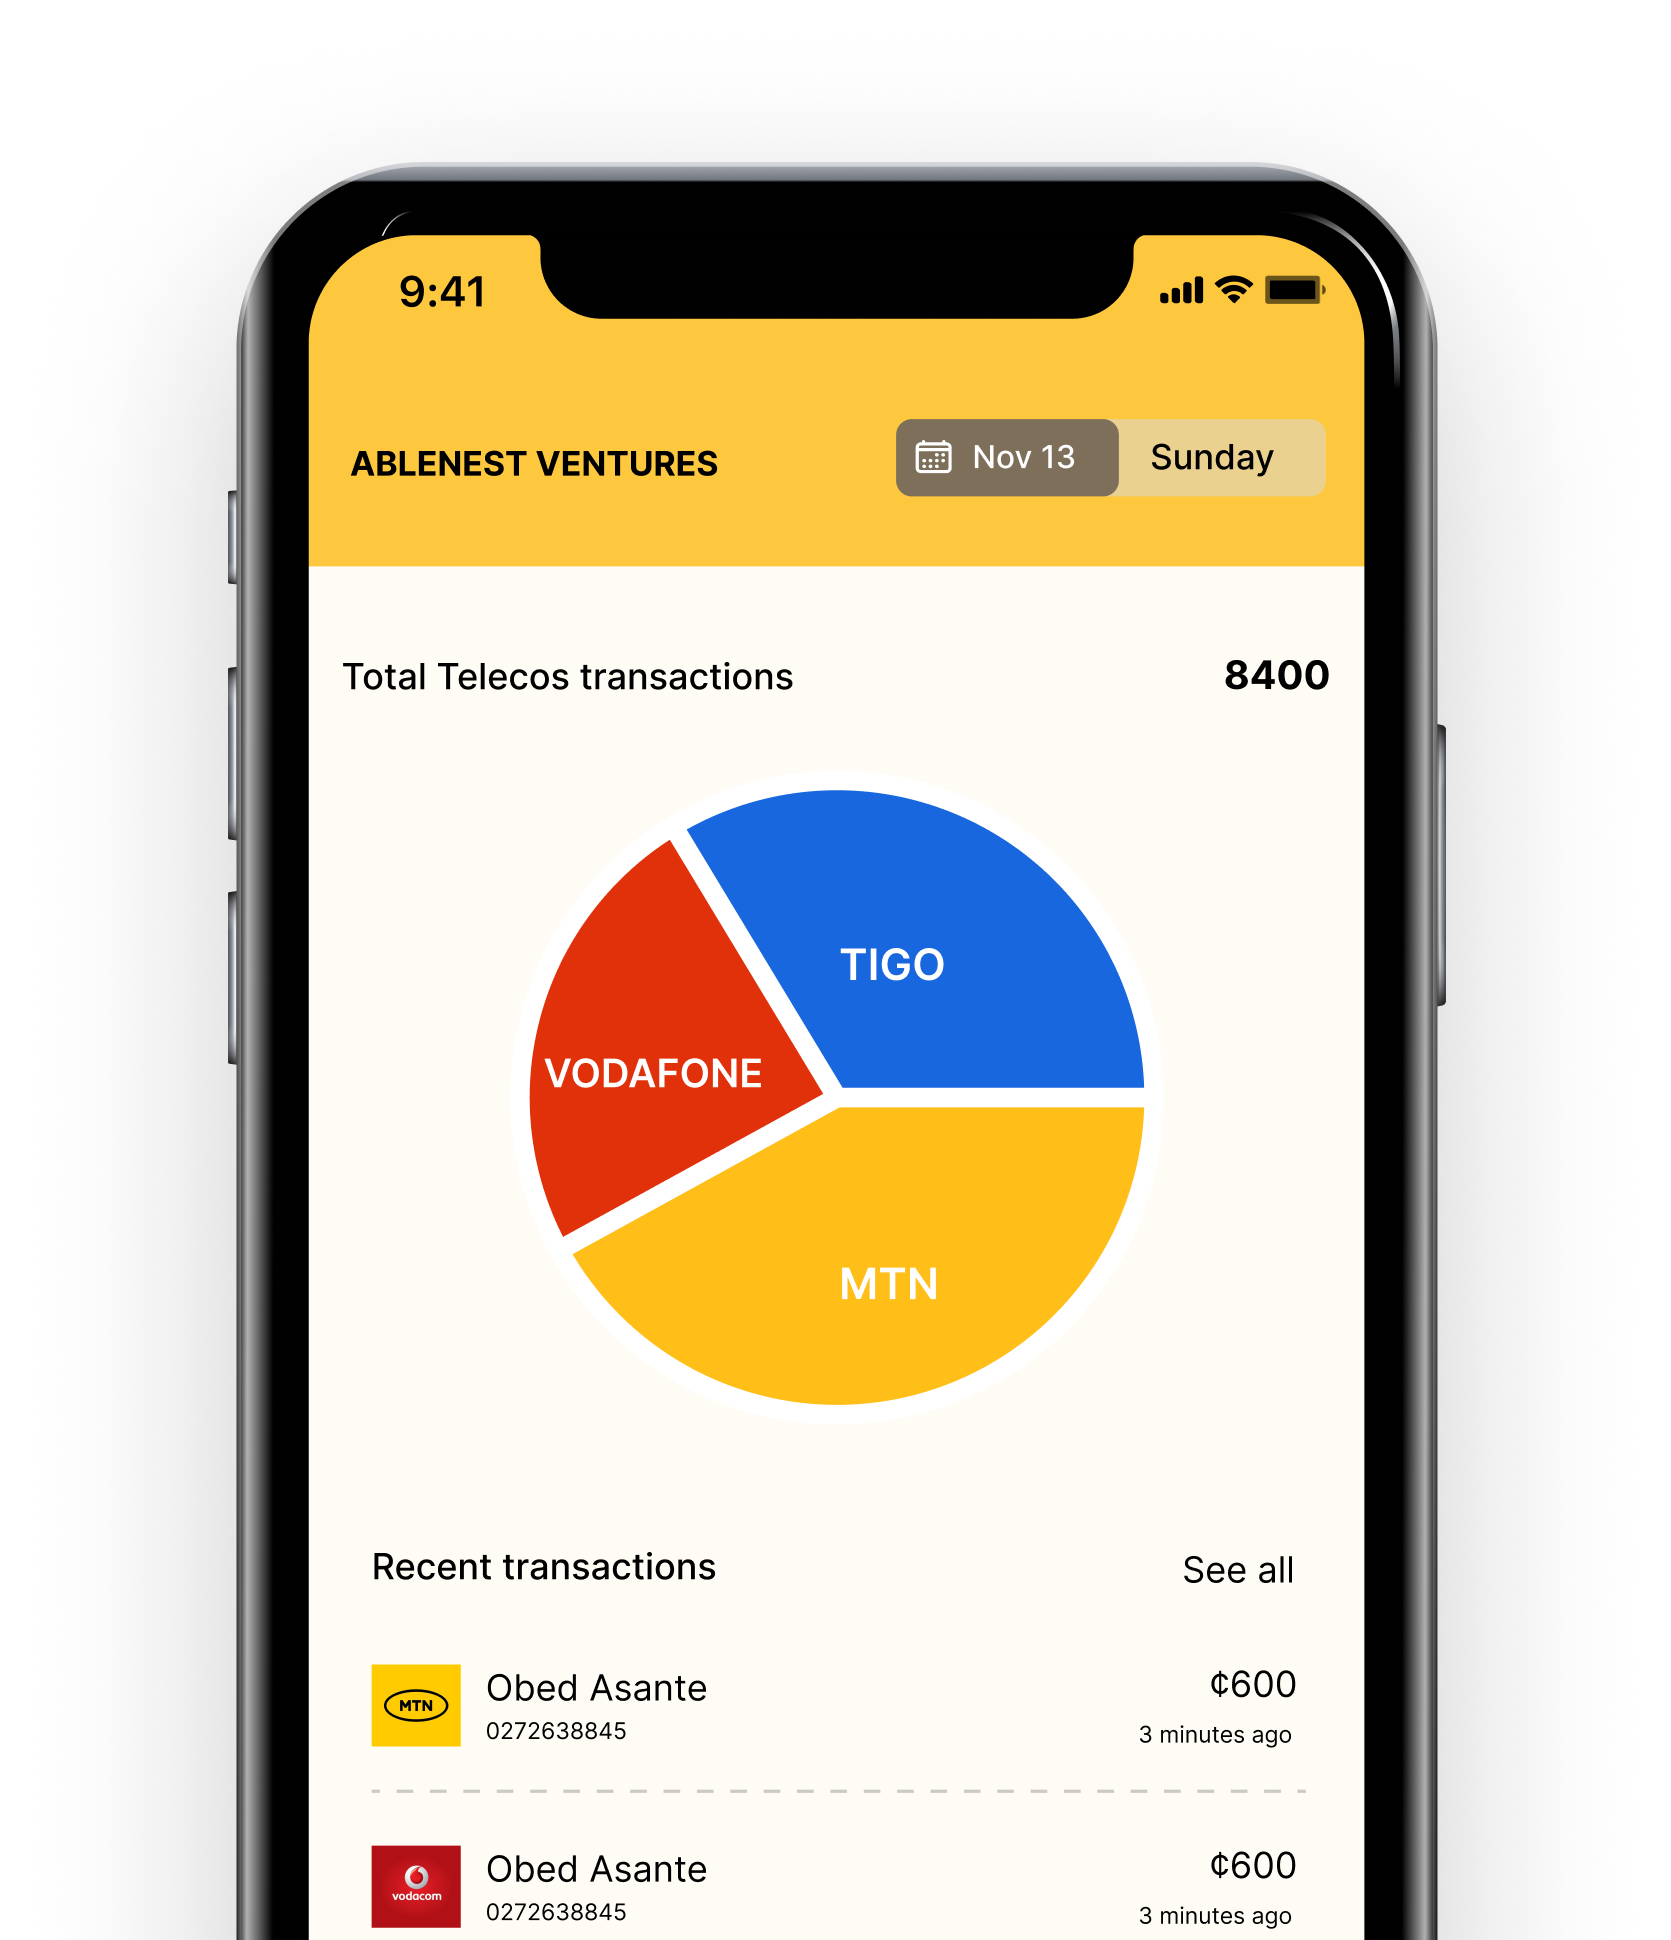 9:41
ABLENEST VENTURES
Nov 13 Sunday
Total Telecos transactions 8400
TIGO
VODAFONE
MTN
Recent transactions See all
MTN
Obed Asante ¢600
0272638845 3 minutes ago
vodacom
Obed Asante ¢600
0272638845 3 minutes ago